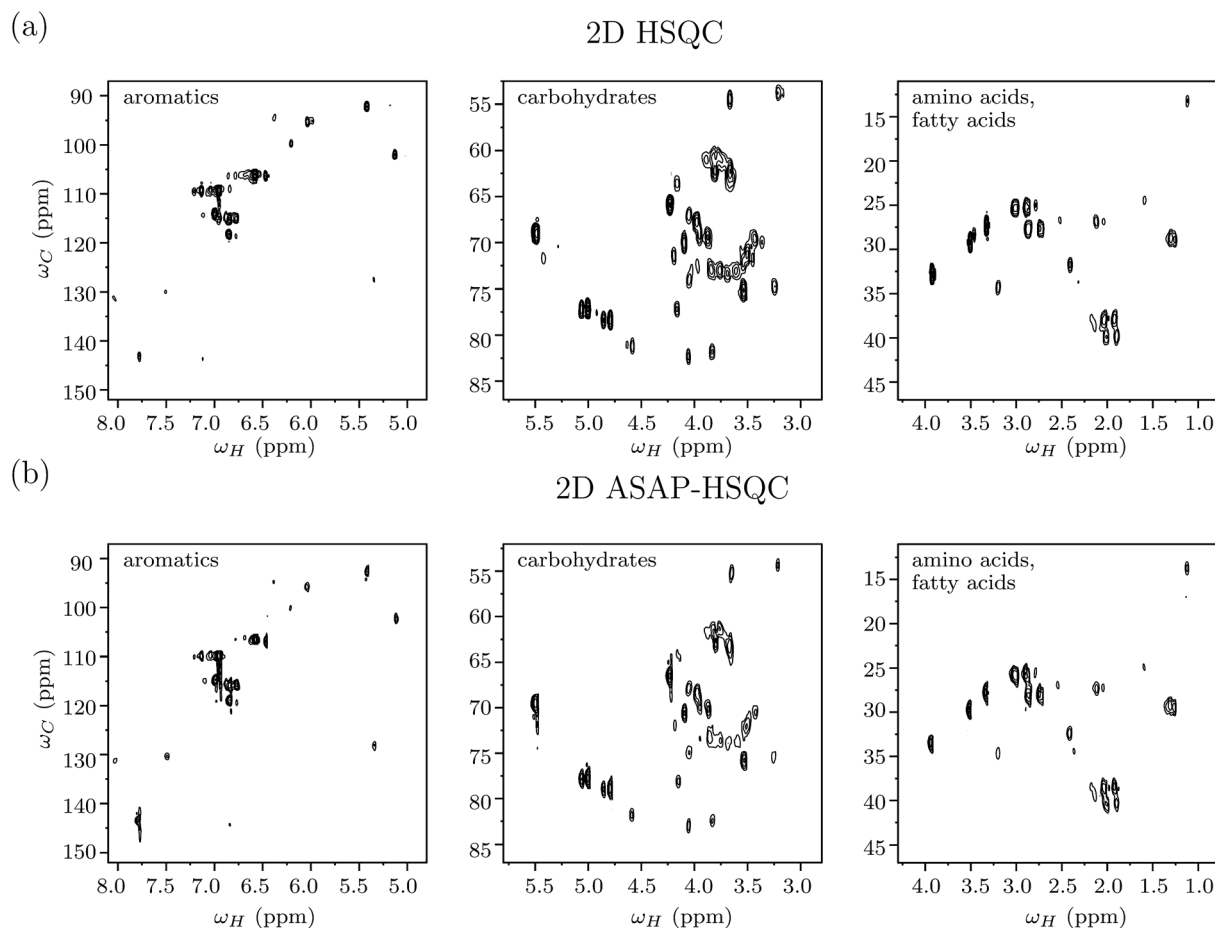 (a)
2D HSQC
aromatics
90
100
110
120
130
140
150
ω_C (ppm)
8.0 7.5 7.0 6.5 6.0 5.5 5.0
ω_H (ppm)
carbohydrates
55
60
65
70
75
80
85
5.5 5.0 4.5 4.0 3.5 3.0
ω_H (ppm)
amino acids,
fatty acids
15
20
25
30
35
40
45
4.0 3.5 3.0 2.5 2.0 1.5 1.0
ω_H (ppm)
(b)
2D ASAP-HSQC
aromatics
90
100
110
120
130
140
150
ω_C (ppm)
8.0 7.5 7.0 6.5 6.0 5.5 5.0
ω_H (ppm)
carbohydrates
55
60
65
70
75
80
85
5.5 5.0 4.5 4.0 3.5 3.0
ω_H (ppm)
amino acids,
fatty acids
15
20
25
30
35
40
45
4.0 3.5 3.0 2.5 2.0 1.5 1.0
ω_H (ppm)